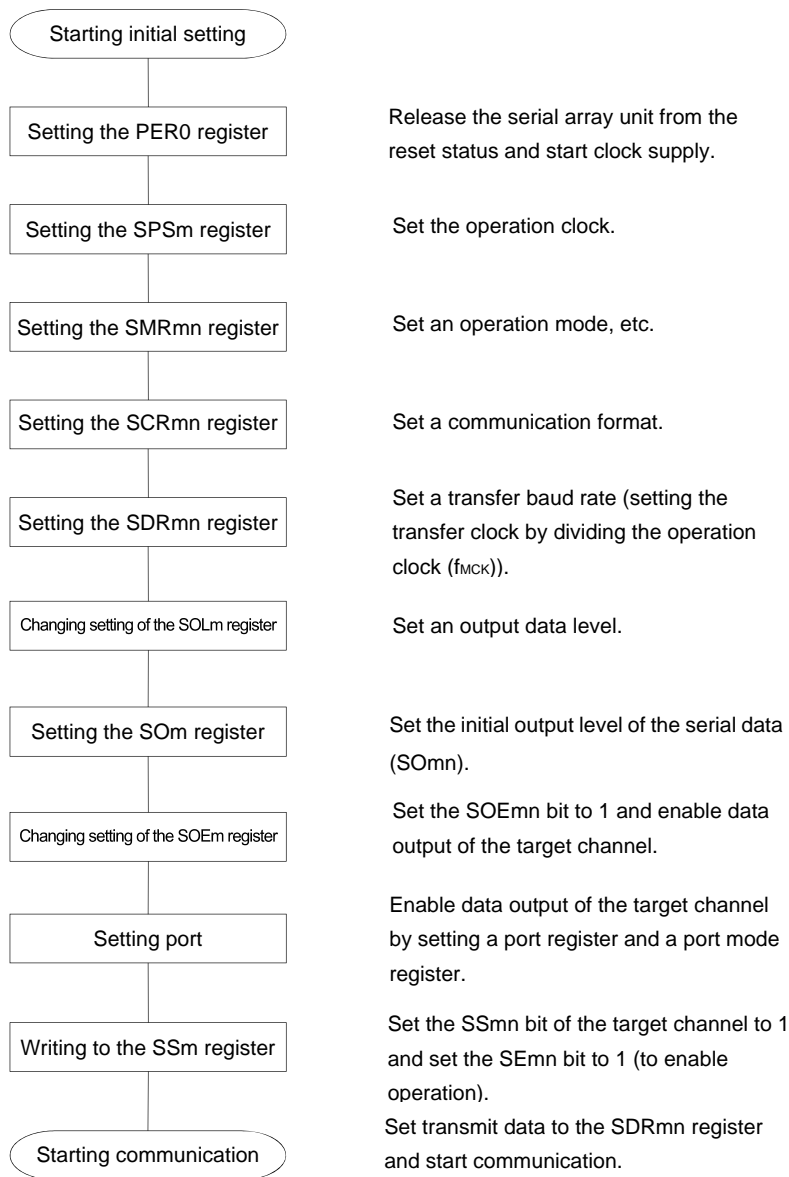 Starting initial setting
Setting the PER0 register
Release the serial array unit from the
reset status and start clock supply.
Setting the SPSm register
Set the operation clock.
Setting the SMRmn register
Set an operation mode, etc.
Setting the SCRmn register
Set a communication format.
Setting the SDRmn register
Set a transfer baud rate (setting the
transfer clock by dividing the operation
clock (fMCK)).
Changing setting of the SOLm register
Set an output data level.
Setting the SOm register
Set the initial output level of the serial data
(SOmn).
Changing setting of the SOEm register
Set the SOEmn bit to 1 and enable data
output of the target channel.
Setting port
Enable data output of the target channel
by setting a port register and a port mode
register.
Writing to the SSm register
Set the SSmn bit of the target channel to 1
and set the SEmn bit to 1 (to enable
operation).
Starting communication
Set transmit data to the SDRmn register
and start communication.